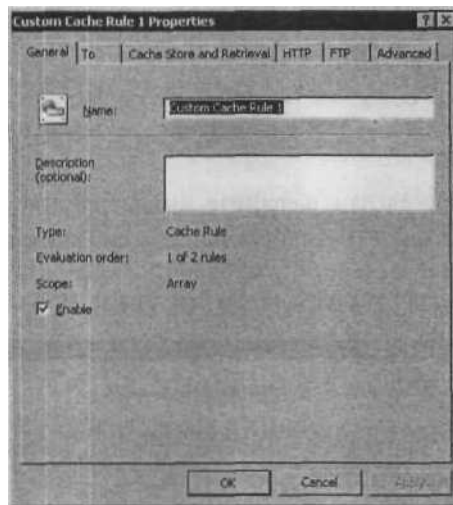 Custom Cache Rule 1 Properties
General To Cache Store and Retrieval HTTP FTP Advanced
Name: Custom Cache Rule 1
Description (optional):
Type: Cache Rule
Evaluation order: 1 of 2 rules
Scope: Array
Enable
OK Cancel Apply